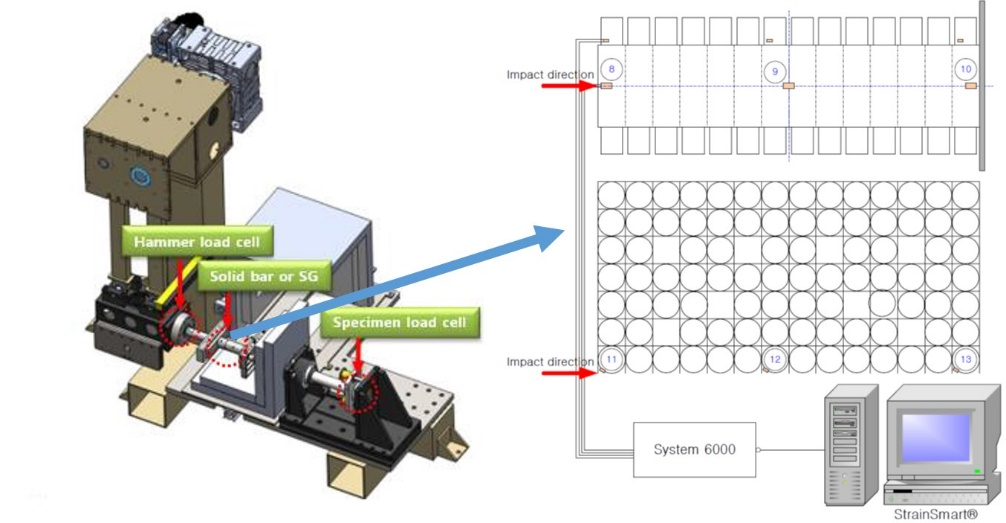 Hammer load cell
Solid bar or SG
Specimen load cell
Impact direction
8
9
10
Impact direction
11
12
13
System 6000
StrainSmart®